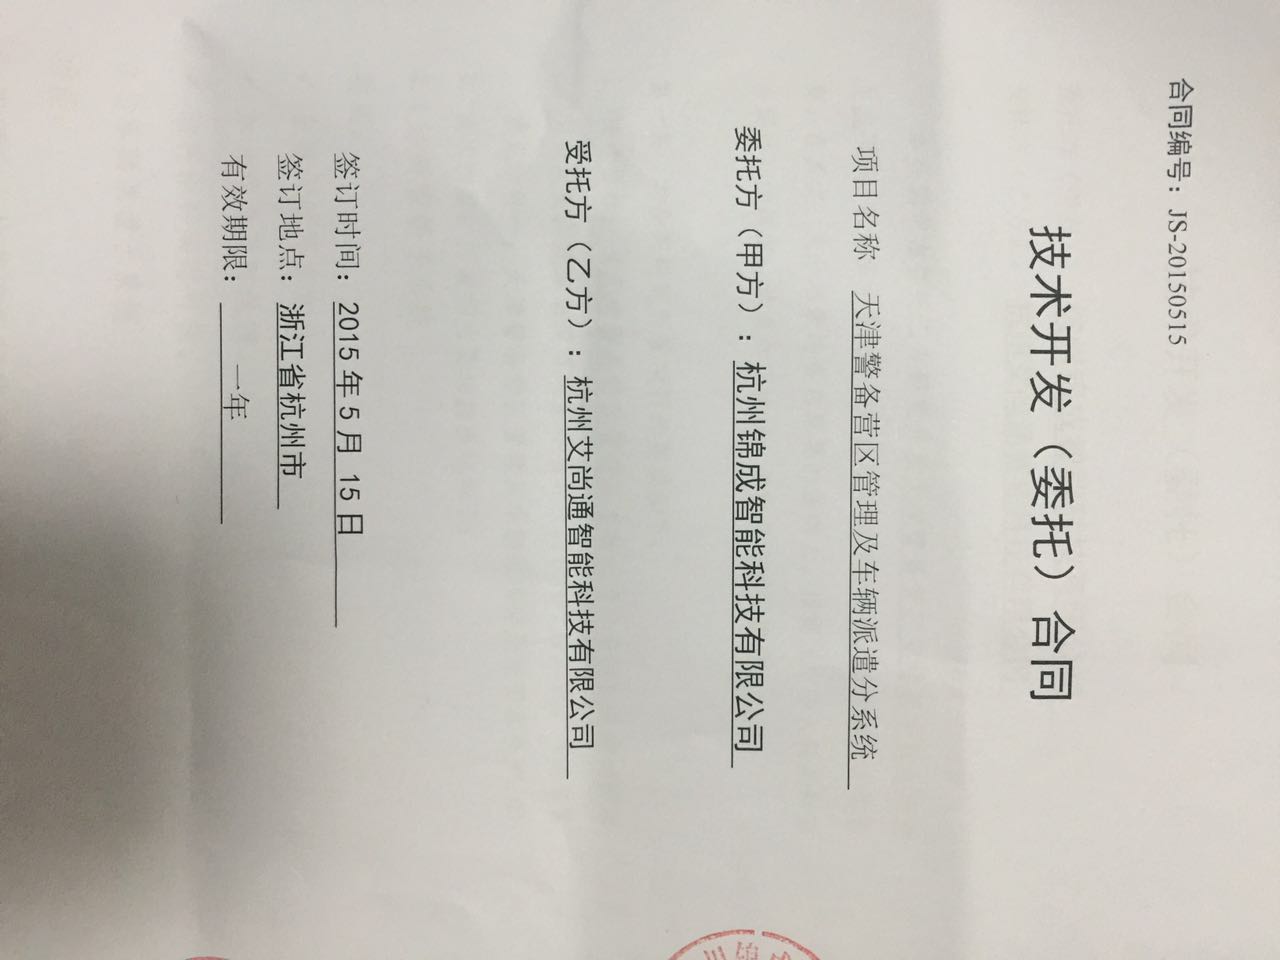 合同编号：JS-20150515
技术开发（委托）合同
项目名称 天津警备营区管理及车辆派遣分系统
委托方（甲方）：杭州锦成智能科技有限公司
受托方（乙方）：杭州艾尚通智能科技有限公司
签订时间：2015年5月15日
签订地点：浙江省杭州市
有效期限：一年